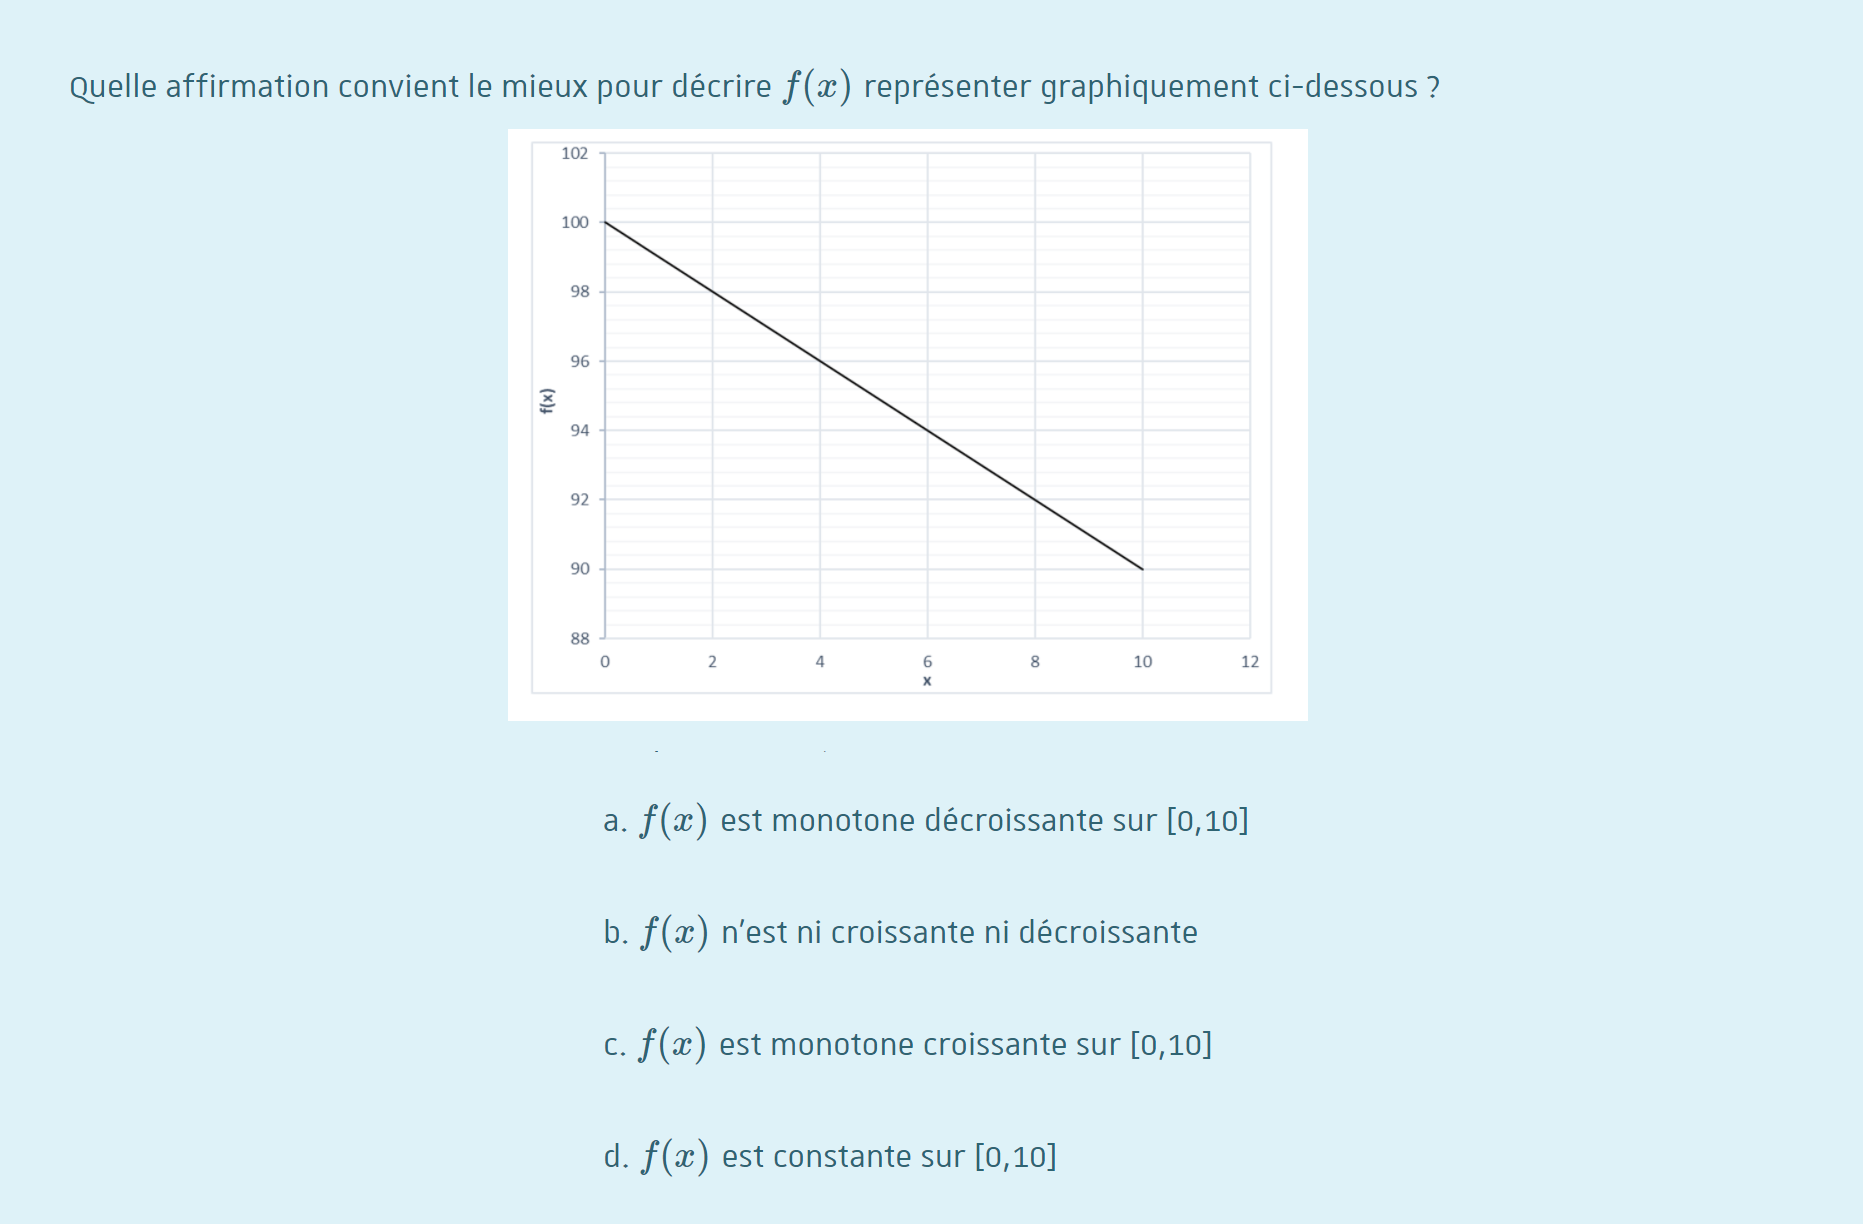 Quelle affirmation convient le mieux pour décrire f(x) représenter graphiquement ci-dessous ?
102
100
98
96
f(x)
94
92
90
88
0 2 4 6 8 10 12
x
a. f(x) est monotone décroissante sur [0,10]
b. f(x) n’est ni croissante ni décroissante
c. f(x) est monotone croissante sur [0,10]
d. f(x) est constante sur [0,10]